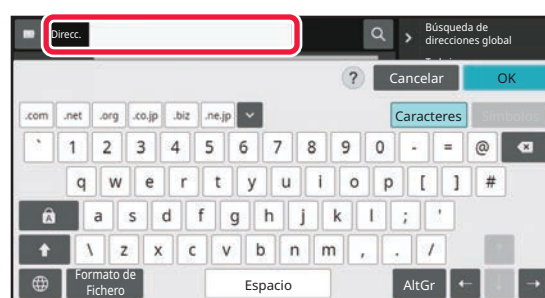 Direcc.
Búsqueda de
direcciones global
? Cancelar OK
.com .net .org .co.jp .biz .ne.jp
Caracteres Símbolos
` 1 2 3 4 5 6 7 8 9 0 - = @
q w e r t y u i o p [ ] #
A a s d f g h j k l ; '
\ z x c v b n m , . /
Formato de
Fichero
Espacio
AltGr